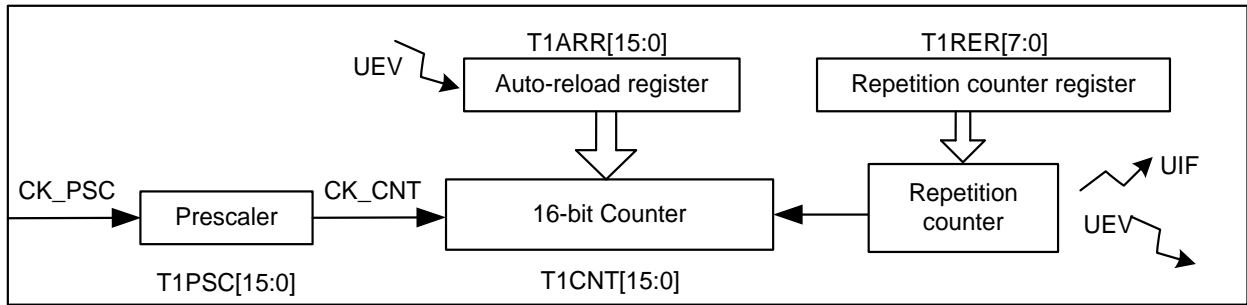 T1ARR[15:0]
T1RER[7:0]
UEV
Auto-reload register
Repetition counter register
CK_PSC
CK_CNT
Prescaler
16-bit Counter
Repetition
counter
UIF
UEV
T1PSC[15:0]
T1CNT[15:0]